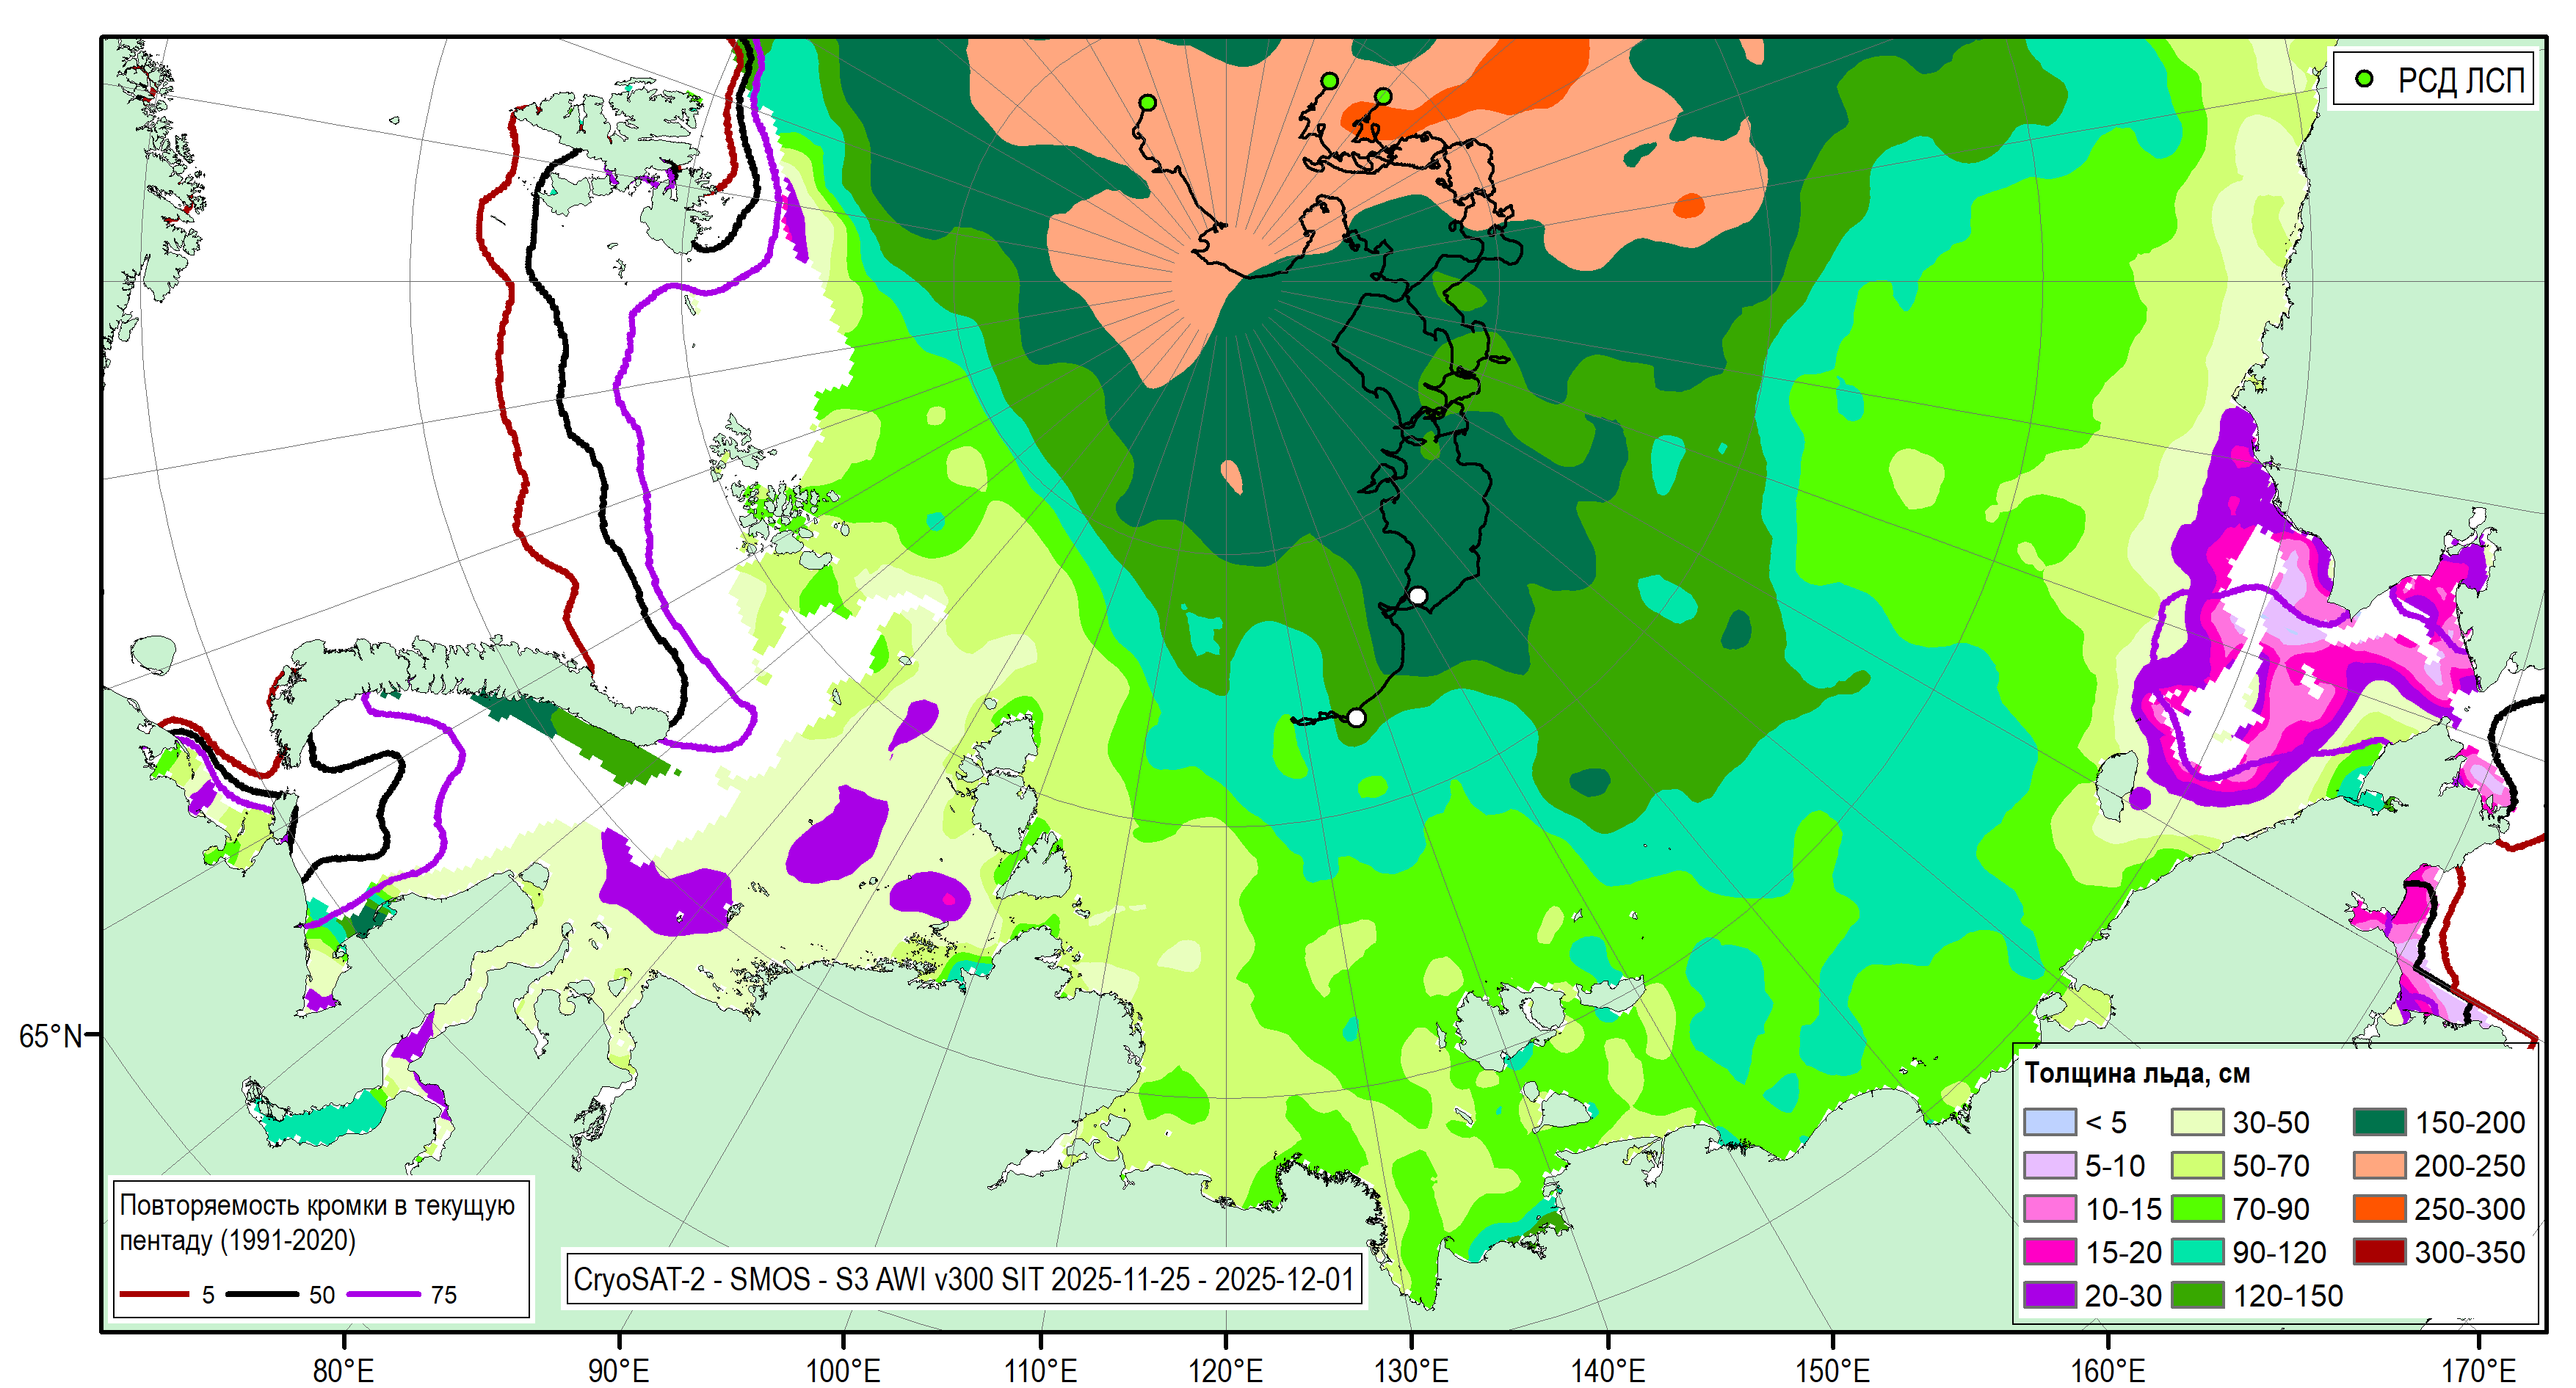 РСД ЛСП
65°N
Толщина льда, см
< 5 30-50 150-200
5-10 50-70 200-250
10-15 70-90 250-300
15-20 90-120 300-350
20-30 120-150
Повторяемость кромки в текущую
пентаду (1991-2020)
5 50 75
CryoSAT-2 - SMOS - S3 AWI v300 SIT 2025-11-25 - 2025-12-01
80°E 90°E 100°E 110°E 120°E 130°E 140°E 150°E 160°E 170°E